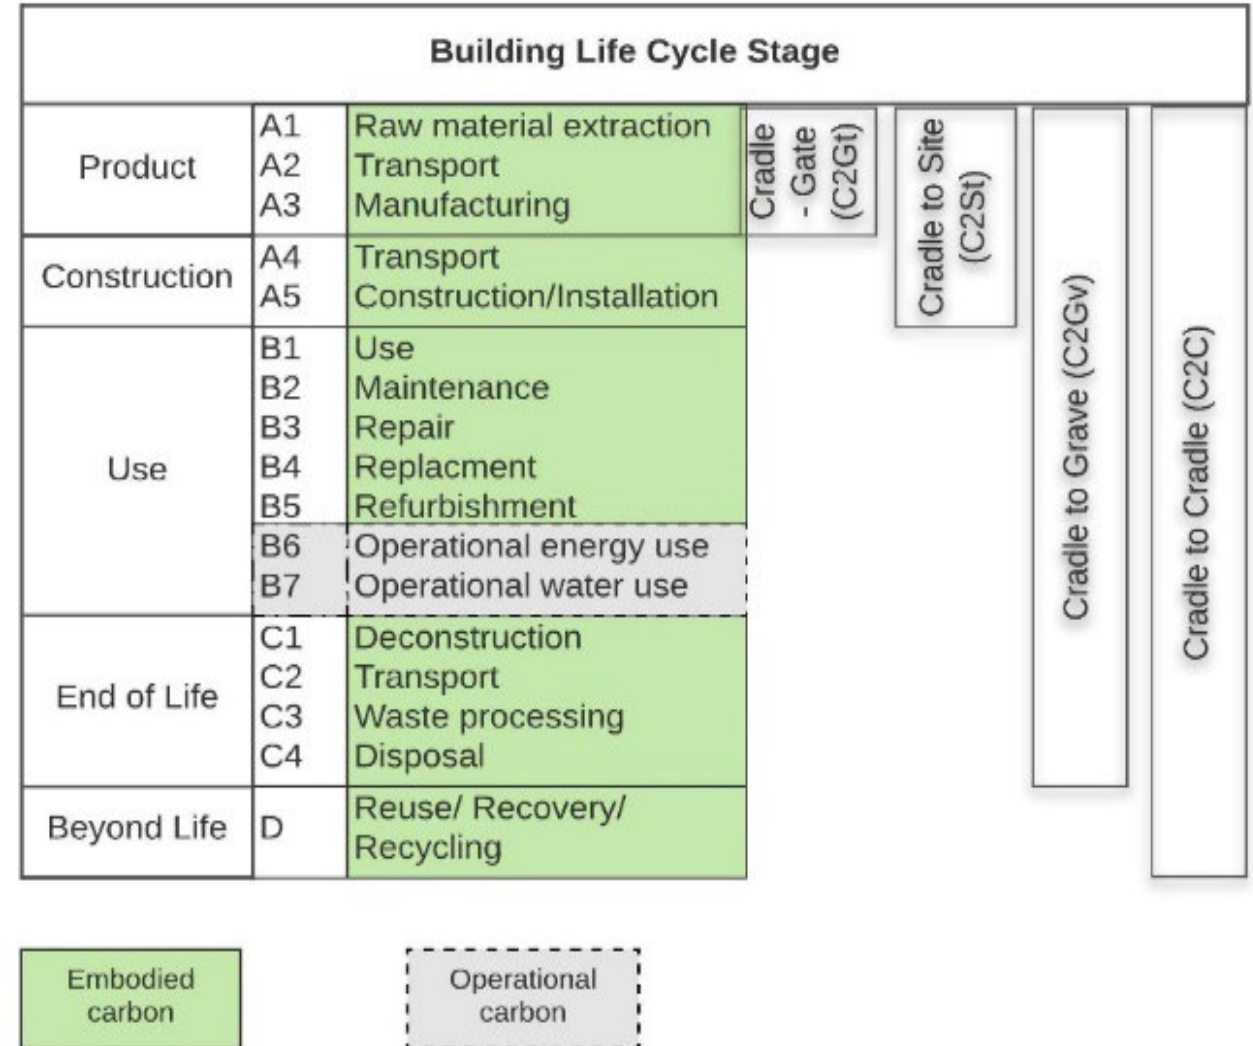 Building Life Cycle Stage
Product
A1 Raw material extraction
A2 Transport
A3 Manufacturing
Construction
A4 Transport
A5 Construction/Installation
Use
B1 Use
B2 Maintenance
B3 Repair
B4 Replacment
B5 Refurbishment
B6 Operational energy use
B7 Operational water use
End of Life
C1 Deconstruction
C2 Transport
C3 Waste processing
C4 Disposal
Beyond Life
D Reuse/ Recovery/
Recycling
Cradle
- Gate
(C2Gt)
Cradle to Site
(C2St)
Cradle to Grave (C2Gv)
Cradle to Cradle (C2C)
Embodied
carbon
Operational
carbon